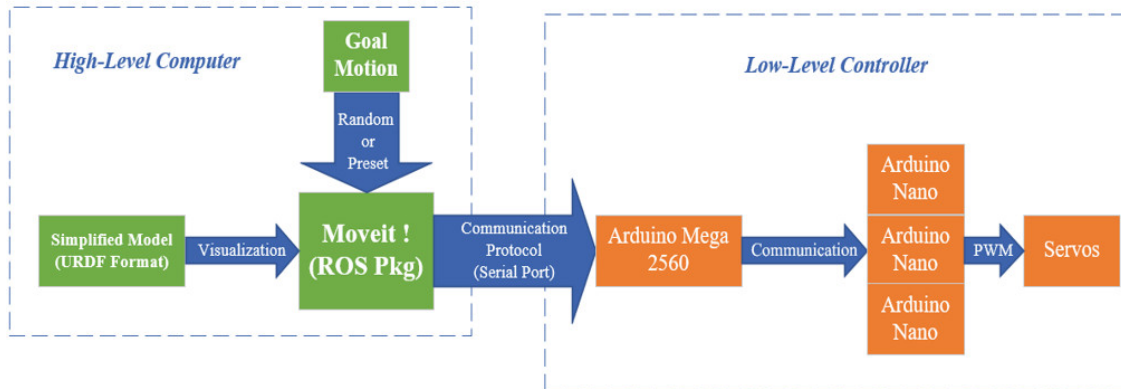 High-Level Computer
Goal
Motion
Random
or
Preset
Simplified Model
(URDF Format)
Visualization
Moveit !
(ROS Pkg)
Communication
Protocol
(Serial Port)
Low-Level Controller
Arduino Mega
2560
Communication
Arduino
Nano
Arduino
Nano
Arduino
Nano
PWM
Servos